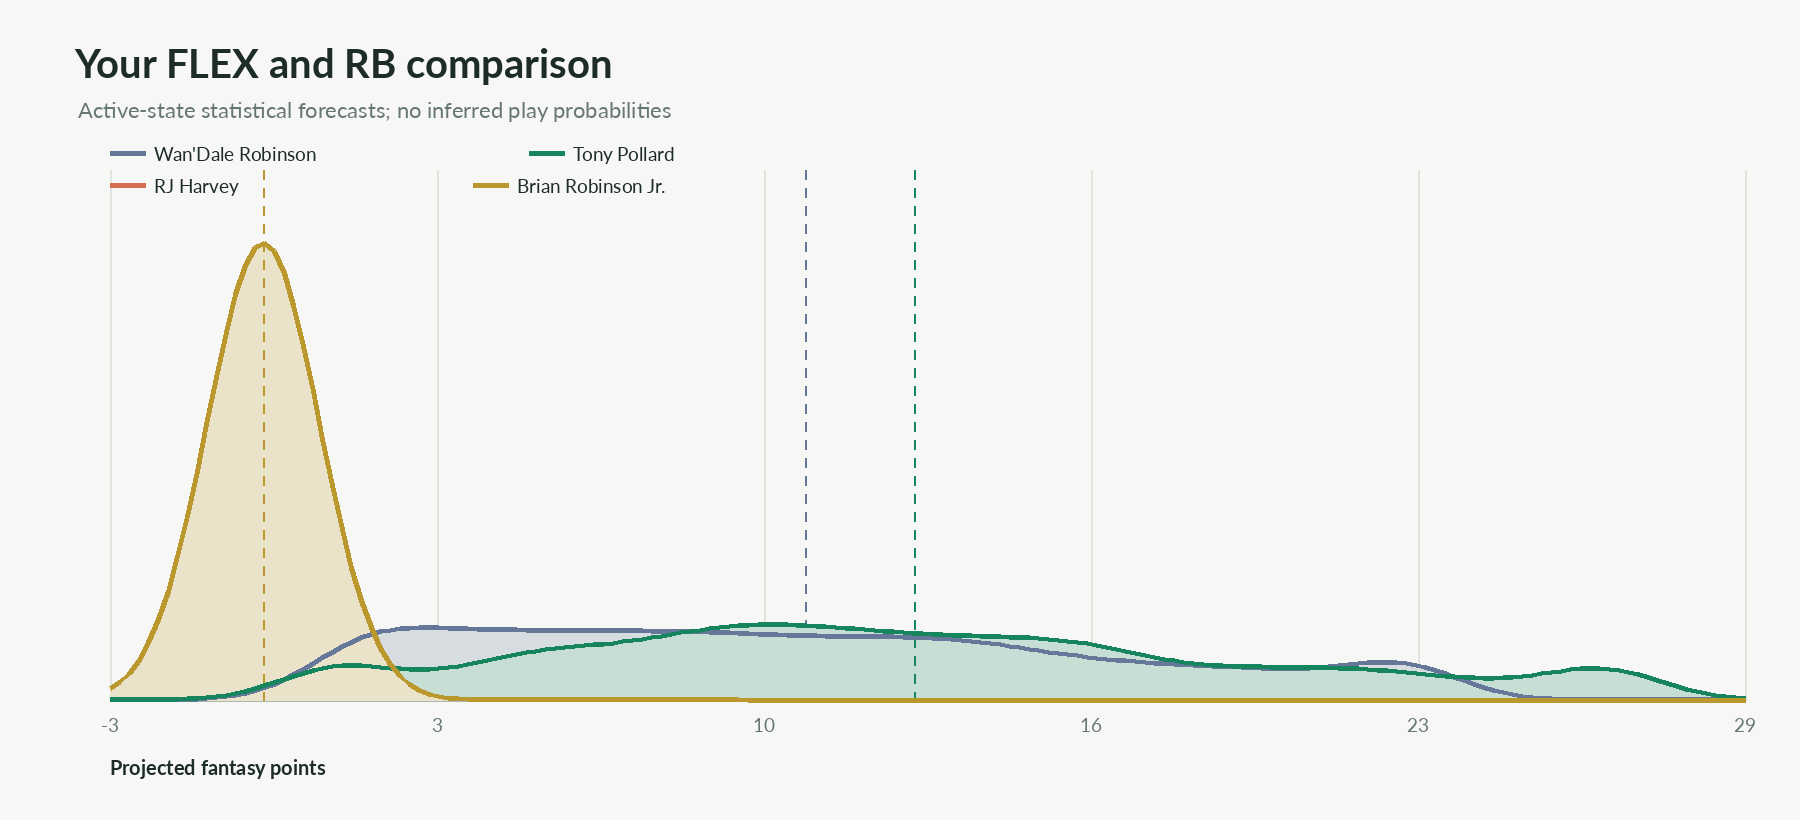 Your FLEX and RB comparison
Active-state statistical forecasts; no inferred play probabilities
Wan'Dale Robinson
Tony Pollard
RJ Harvey
Brian Robinson Jr.
-3 3 10 16 23 29
Projected fantasy points